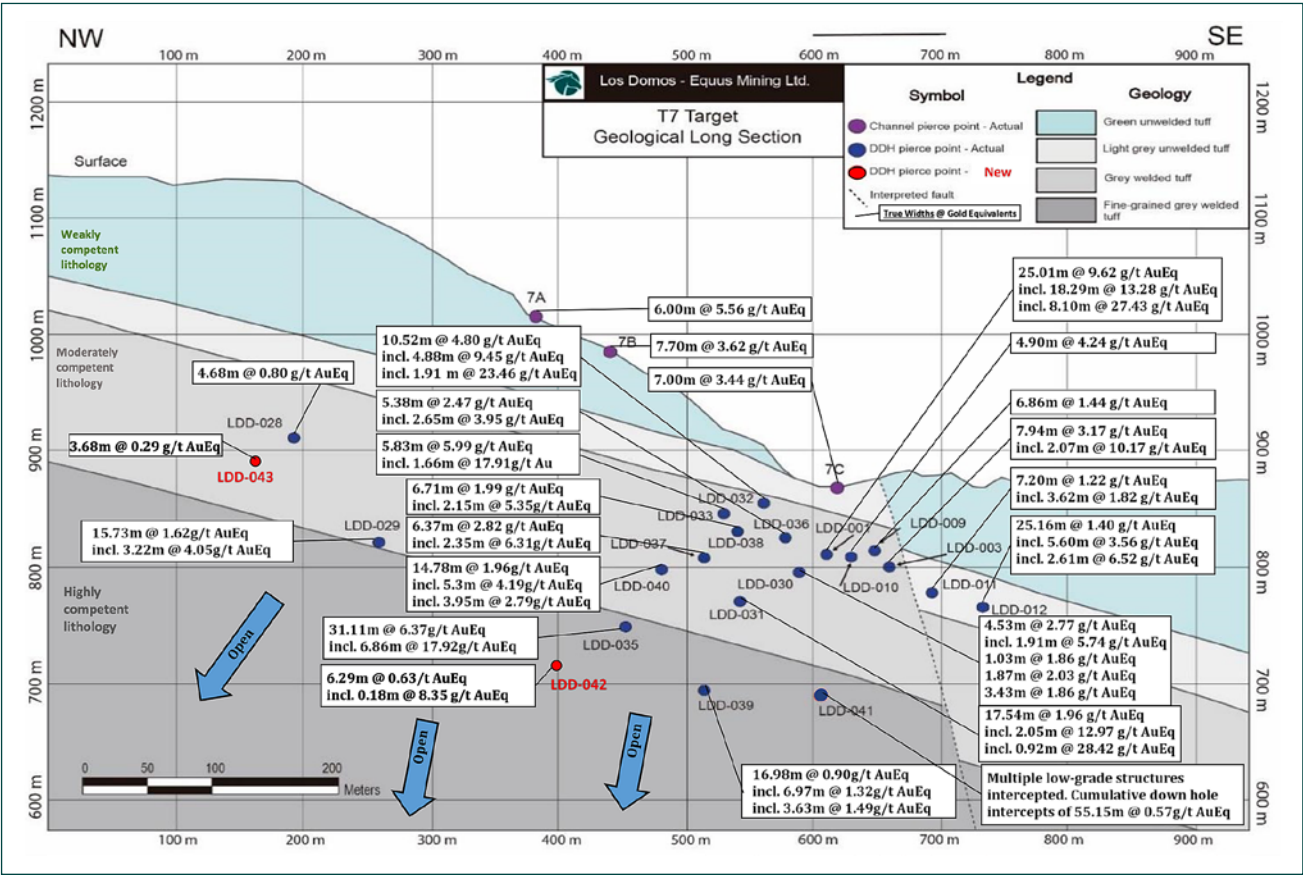 NW
SE
100 m 200 m 300 m 400 m 500 m 600 m 700 m 800 m 900 m
1200 m
1100 m
1000 m
900 m
800 m
700 m
600 m
1200 m
1100 m
1000 m
900 m
800 m
700 m
600 m
Los Domos - Equus Mining Ltd.
T7 Target
Geological Long Section
Legend
Symbol
Geology
Channel pierce point - Actual
DDH pierce point - Actual
DDH pierce point - New
Interpreted fault
True Widths @ Gold Equivalents
Green unwelded tuff
Light grey unwelded tuff
Grey welded tuff
Fine-grained grey welded
tuff
Surface
Weakly
competent
lithology
Moderately
competent
lithology
Highly
competent
lithology
7A
7B
7C
6.00m @ 5.56 g/t AuEq
7.70m @ 3.62 g/t AuEq
7.00m @ 3.44 g/t AuEq
25.01m @ 9.62 g/t AuEq
incl. 18.29m @ 13.28 g/t AuEq
incl. 8.10m @ 27.43 g/t AuEq
4.90m @ 4.24 g/t AuEq
6.86m @ 1.44 g/t AuEq
7.94m @ 3.17 g/t AuEq
incl. 2.07m @ 10.17 g/t AuEq
7.20m @ 1.22 g/t AuEq
incl. 3.62m @ 1.82 g/t AuEq
25.16m @ 1.40 g/t AuEq
incl. 5.60m @ 3.56 g/t AuEq
incl. 2.61m @ 6.52 g/t AuEq
10.52m @ 4.80 g/t AuEq
incl. 4.88m @ 9.45 g/t AuEq
incl. 1.91 m @ 23.46 g/t AuEq
4.68m @ 0.80 g/t AuEq
5.38m @ 2.47 g/t AuEq
incl. 2.65m @ 3.95 g/t AuEq
5.83m @ 5.99 g/t AuEq
incl. 1.66m @ 17.91g/t Au
3.68m @ 0.29 g/t AuEq
6.71m @ 1.99 g/t AuEq
incl. 2.15m @ 5.35g/t AuEq
6.37m @ 2.82 g/t AuEq
incl. 2.35m @ 6.31g/t AuEq
15.73m @ 1.62g/t AuEq
incl. 3.22m @ 4.05g/t AuEq
14.78m @ 1.96g/t AuEq
incl. 5.3m @ 4.19g/t AuEq
incl. 3.95m @ 2.79g/t AuEq
31.11m @ 6.37g/t AuEq
incl. 6.86m @ 17.92g/t AuEq
6.29m @ 0.63/t AuEq
incl. 0.18m @ 8.35 g/t AuEq
4.53m @ 2.77 g/t AuEq
incl. 1.91m @ 5.74 g/t AuEq
1.03m @ 1.86 g/t AuEq
1.87m @ 2.03 g/t AuEq
3.43m @ 1.86 g/t AuEq
17.54m @ 1.96 g/t AuEq
incl. 2.05m @ 12.97 g/t AuEq
incl. 0.92m @ 28.42 g/t AuEq
16.98m @ 0.90g/t AuEq
incl. 6.97m @ 1.32g/t AuEq
incl. 3.63m @ 1.49g/t AuEq
Multiple low-grade structures
intercepted. Cumulative down hole
intercepts of 55.15m @ 0.57g/t AuEq
LDD-028
LDD-043
LDD-029
LDD-032
LDD-033
LDD-036
LDD-001
LDD-009
LDD-037
LDD-038
LDD-003
LDD-040
LDD-030
LDD-010
LDD-011
LDD-031
LDD-012
LDD-035
LDD-042
LDD-039
LDD-041
Open
Open
Open
0 50 100 200
Meters
100 m 200 m 300 m 400 m 500 m 600 m 700 m 800 m 900 m